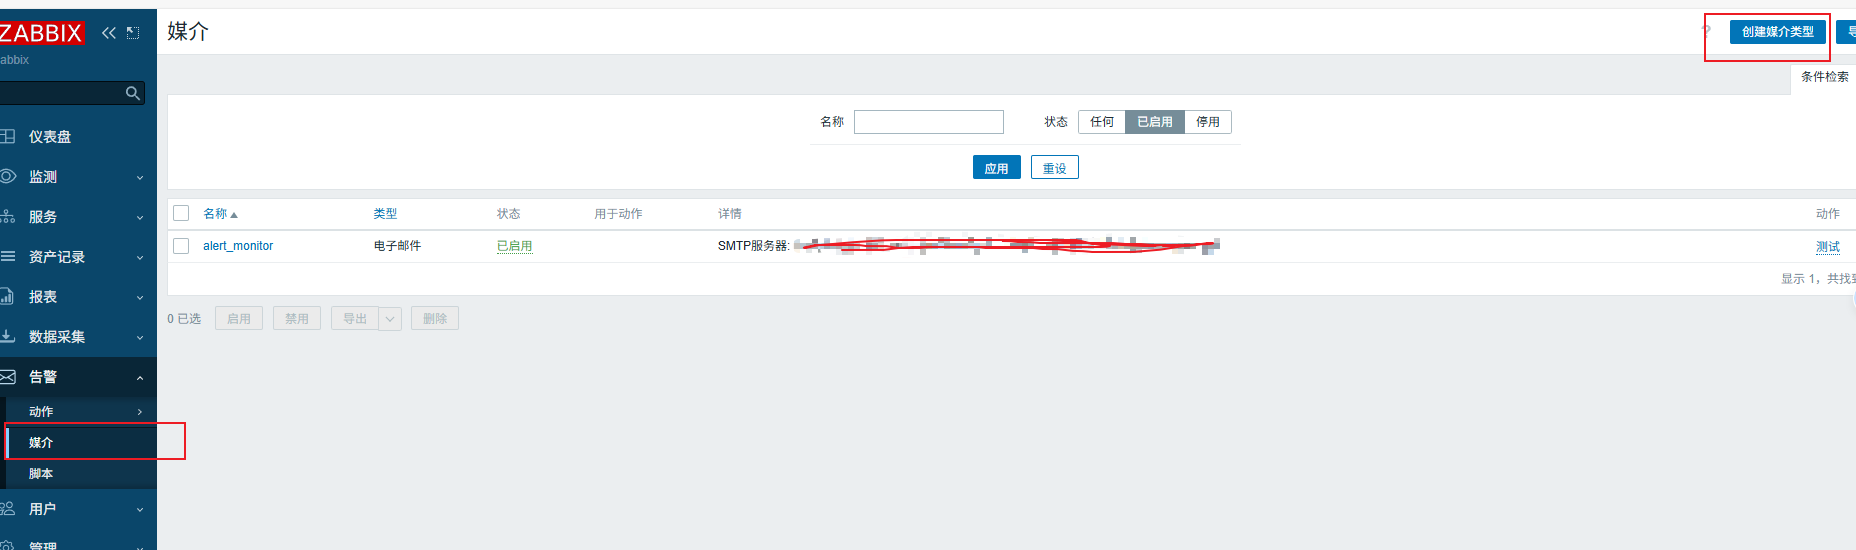 ZABBIX
abbix
媒介
?
创建媒介类型
条件检索
名称
状态 任何 已启用 停用
应用 重设
仪表盘
监测
服务
资产记录
报表
数据采集
告警
动作
媒介
脚本
用户
管理
名称 类型 状态 用于动作 详情 动作
alert_monitor 电子邮件 已启用 SMTP服务器: 测试
显示 1，共找到
0 已选 启用 禁用 导出 删除